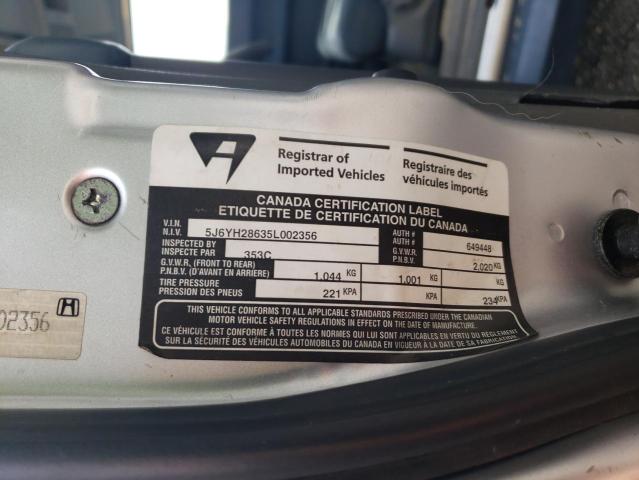 Registrar of
Imported Vehicles
Registraire des
véhicules importés
CANADA CERTIFICATION LABEL
ETIQUETTE DE CERTIFICATION DU CANADA
V.I.N.
N.I.V. 5J6YH28635L002356
AUTH #
AUTH # 649448
INSPECTED BY
INSPECTE PAR 353C
G.V.W.R.
P.N.B.V. 2,020 KG
G.V.W.R. (FRONT TO REAR)
P.N.B.V. (D'AVANT EN ARRIERE) 1,044 KG 1,001 KG KG
TIRE PRESSURE
PRESSION DES PNEUS 221 KPA KPA 234 KPA
THIS VEHICLE CONFORMS TO ALL APPLICABLE STANDARDS PRESCRIBED UNDER THE CANADIAN
MOTOR VEHICLE SAFETY REGULATIONS IN EFFECT ON THE DATE OF MANUFACTURE.
CE VÉHICULE EST CONFORME À TOUTES LES NORMES QUI LUI SONT APPLICABLES EN VERTU DU RÈGLEMENT
SUR LA SÉCURITÉ DES VÉHICULES AUTOMOBILES DU CANADA EN VIGUEUR À LA DATE DE SA FABRICATION.
02356